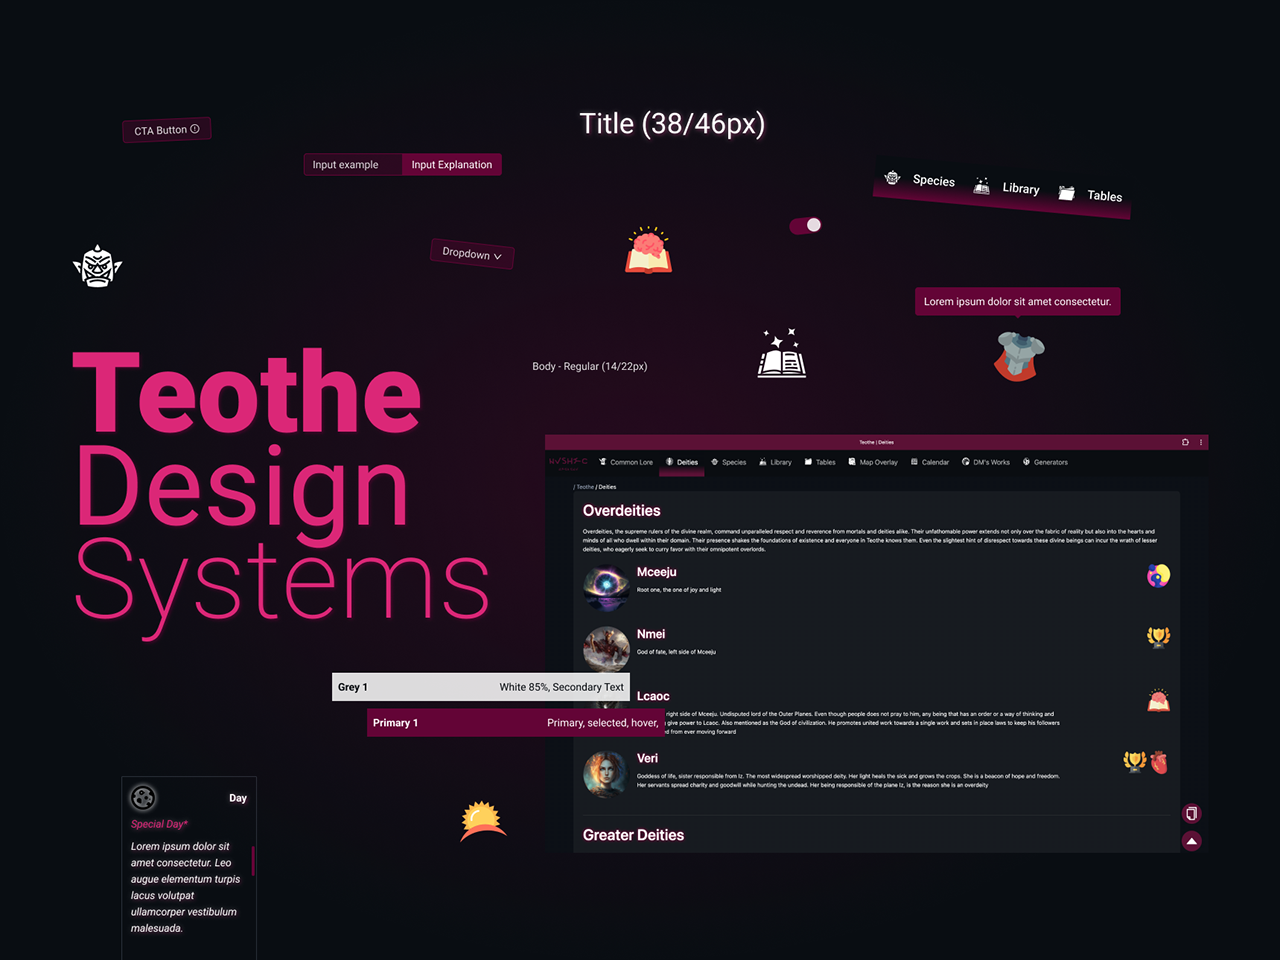 Title (38/46px)
CTA Button
Input example
Input Explanation
Species
Library
Tables
Dropdown
Lorem ipsum dolor sit amet consectetur.
Body - Regular (14/22px)
Teothe
Design
Systems
Teothe | Deities
Common Lore
Deities
Species
Library
Tables
Map Overlay
Calendar
DM's Works
Generators
/ Teothe / Deities
Overdeities
Overdeities, the supreme rulers of the divine realm, command unparalleled respect and reverence from mortals and deities alike. Their unfathomable power extends not only over the fabric of reality but also into the hearts and
minds of all who dwell within their domain. Their presence shakes the foundations of existence and everyone in Teothe knows them. Even the slightest hint of disrespect towards these divine beings can incur the wrath of lesser
deities, who eagerly seek to curry favor with their omnipotent overlords.
Mceeju
Root one, the one of joy and light
Nmei
God of fate, left side of Mceeju
Grey 1
White 85%, Secondary Text
Lcaoc
right side of Mceeju. Undisputed lord of the Outer Planes. Even though people does not pray to him, any being that has an order or a way of thinking and
give power to Lcaoc. Also mentioned as the God of civilization. He promotes united work towards a single work and sets in place laws to keep his followers
from ever moving forward
Primary 1
Primary, selected, hover,
Veri
Goddess of life, sister responsible from Iz. The most widespread worshipped deity. Her light heals the sick and grows the crops. She is a beacon of hope and freedom.
Her servants spread charity and goodwill while hunting the undead. Her being responsible of the plane Iz, is the reason she is an overdeity
Greater Deities
Day
Special Day*
Lorem ipsum dolor sit
amet consectetur. Leo
augue elementum turpis
lacus volutpat
ullamcorper vestibulum
malesuada.